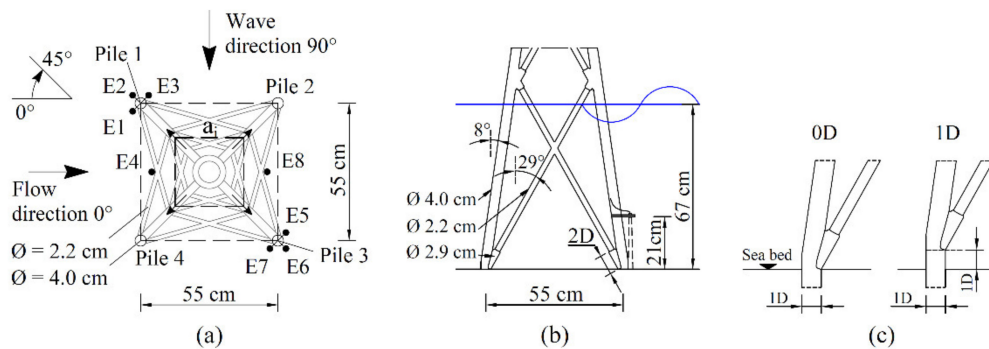 Wave
direction 90°
45°
0°
Pile 1
Pile 2
E2
E3
E1
a_i
E4
E8
55 cm
Flow
direction 0°
E5
Ø = 2.2 cm
Ø = 4.0 cm
Pile 4
E7
E6
Pile 3
55 cm
(a)
8°
29°
Ø 4.0 cm
Ø 2.2 cm
Ø 2.9 cm
2D
21cm
67 cm
55 cm
(b)
0D
1D
Sea bed
1D
1D
1D
(c)